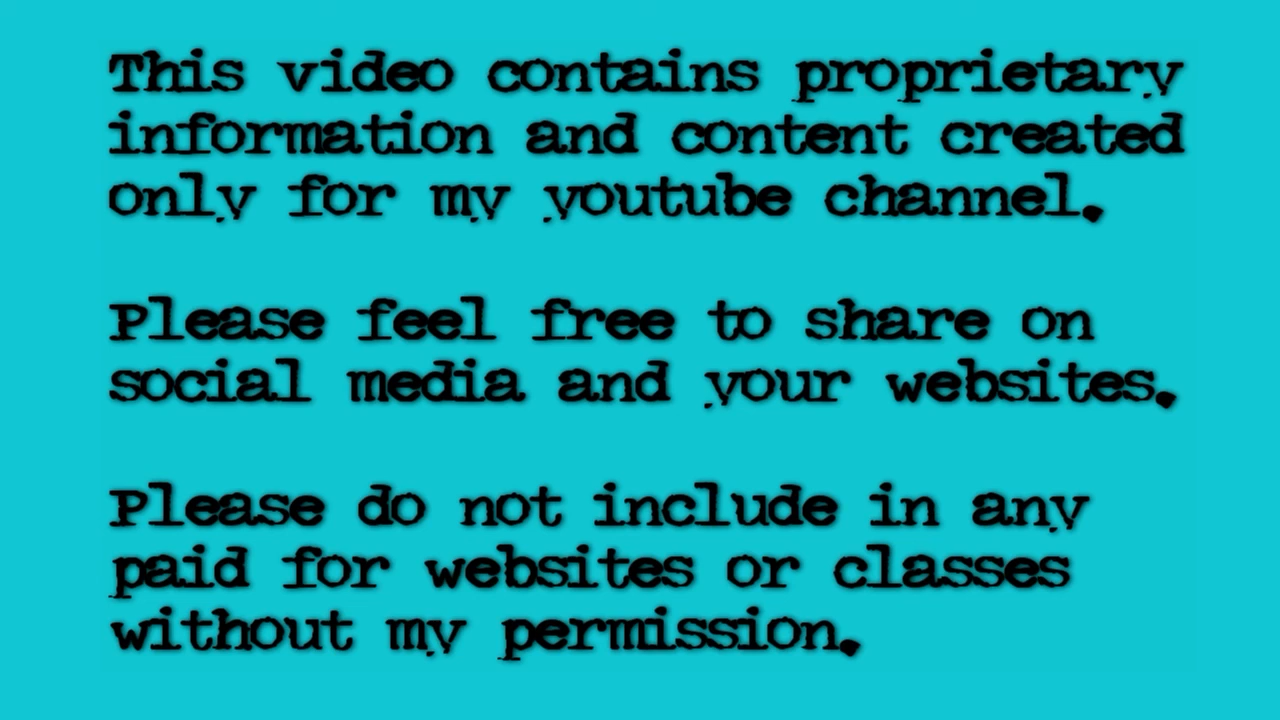 This video contains proprietary
information and content created
only for my youtube channel.
Please feel free to share on
social media and your websites.
Please do not include in any
paid for websites or classes
without my permission.